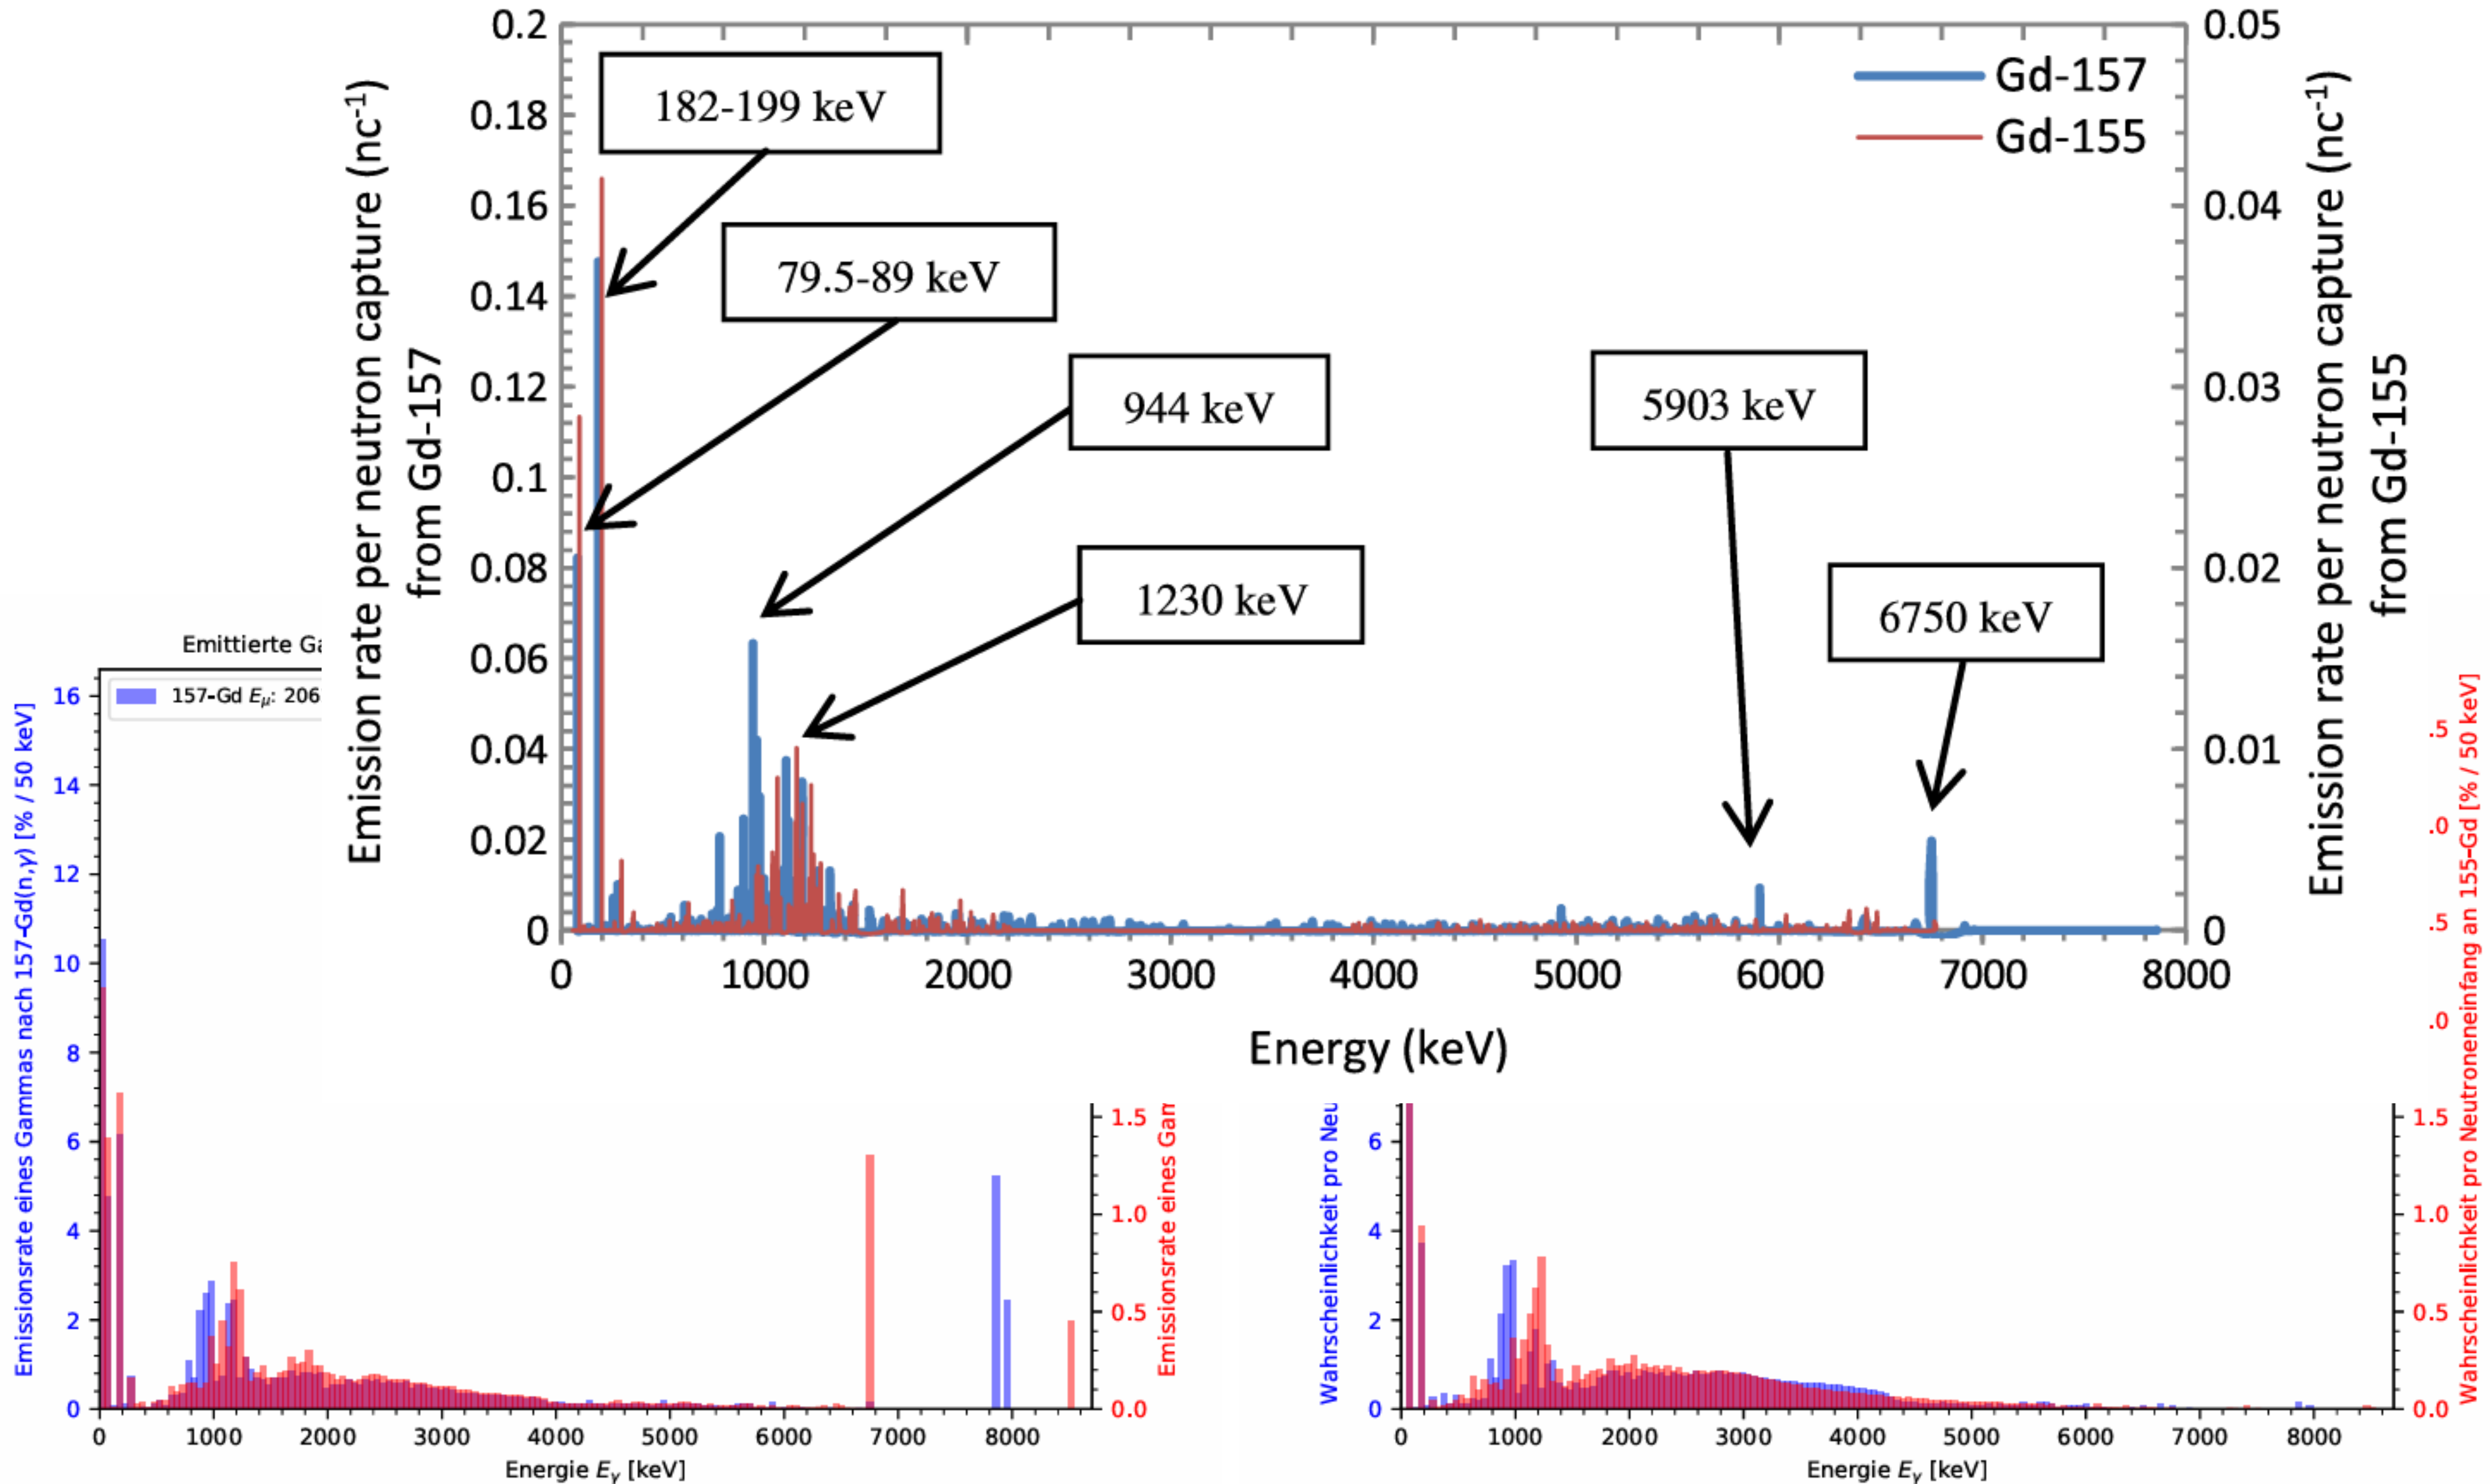 0.2
0.18
0.16
0.14
0.12
0.1
0.08
0.06
0.04
0.02
0
Emission rate per neutron capture (nc⁻¹)
from Gd-157
182-199 keV
79.5-89 keV
944 keV
1230 keV
5903 keV
6750 keV
Gd-157
Gd-155
0.05
0.04
0.03
0.02
0.01
0
Emission rate per neutron capture (nc⁻¹)
from Gd-155
0 1000 2000 3000 4000 5000 6000 7000 8000
Energy (keV)
Emittierte Ga
157-Gd Eμ: 206
16
14
12
10
8
6
4
2
0
Emissionsrate eines Gammas nach 157-Gd(n,γ) [% / 50 keV]
0 1000 2000 3000 4000 5000 6000 7000 8000
Energie Eγ [keV]
1.5
1.0
0.5
0.0
Emissionsrate eines Gam
Wahrscheinlichkeit pro Neu
6
4
2
0
0 1000 2000 3000 4000 5000 6000 7000 8000
Energie Eγ [keV]
.5
.0
.5
.0
1.5
1.0
0.5
0.0
Wahrscheinlichkeit pro Neutroneneinfang an 155-Gd [% / 50 keV]